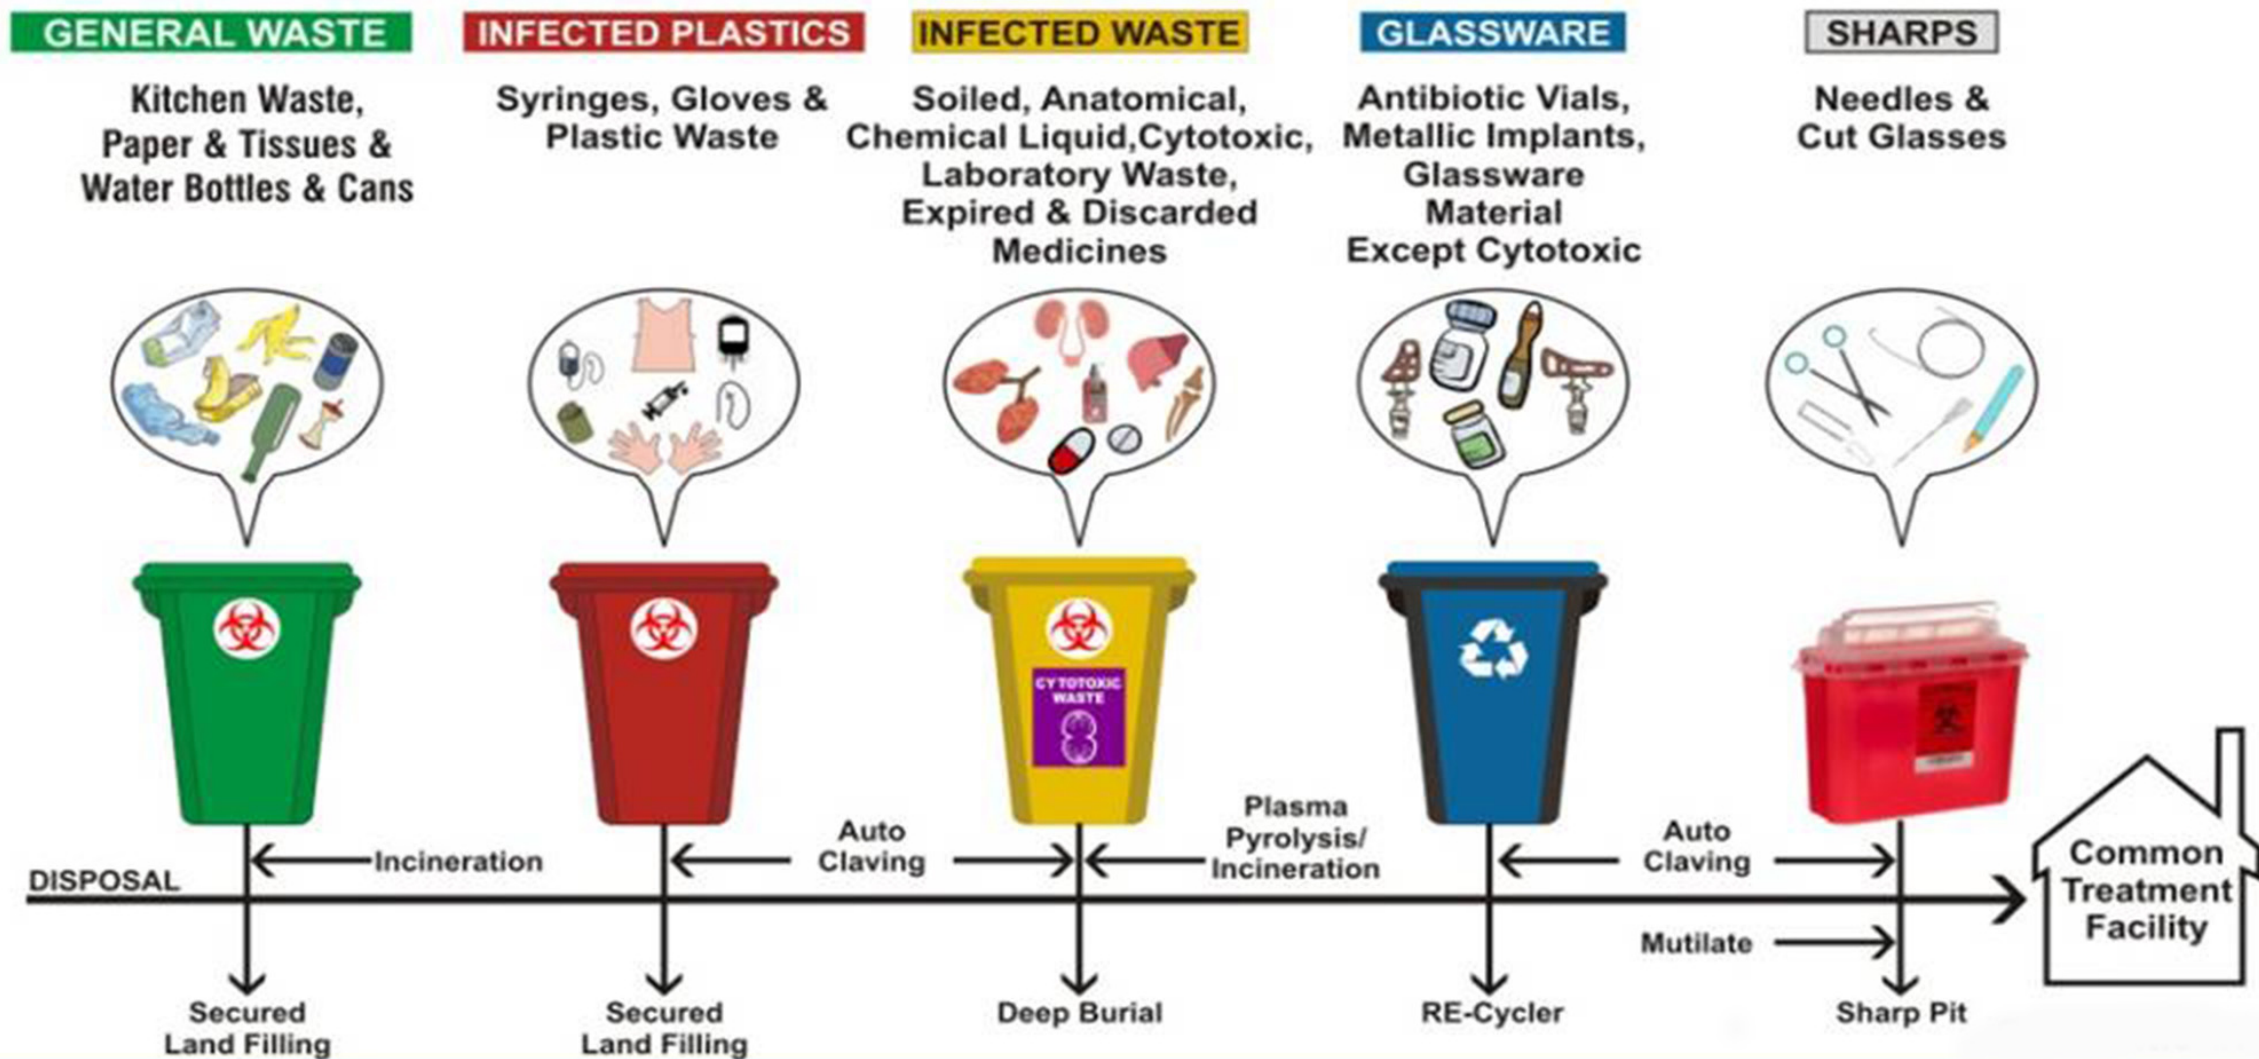 GENERAL WASTE
Kitchen Waste,
Paper & Tissues &
Water Bottles & Cans
INFECTED PLASTICS
Syringes, Gloves &
Plastic Waste
INFECTED WASTE
Soiled, Anatomical,
Chemical Liquid,Cytotoxic,
Laboratory Waste,
Expired & Discarded
Medicines
GLASSWARE
Antibiotic Vials,
Metallic Implants,
Glassware
Material
Except Cytotoxic
SHARPS
Needles &
Cut Glasses
CYTOTOXIC
WASTE
DISPOSAL
Incineration
Auto
Claving
Plasma
Pyrolysis/
Incineration
Auto
Claving
Mutilate
Common
Treatment
Facility
Secured
Land Filling
Secured
Land Filling
Deep Burial
RE-Cycler
Sharp Pit